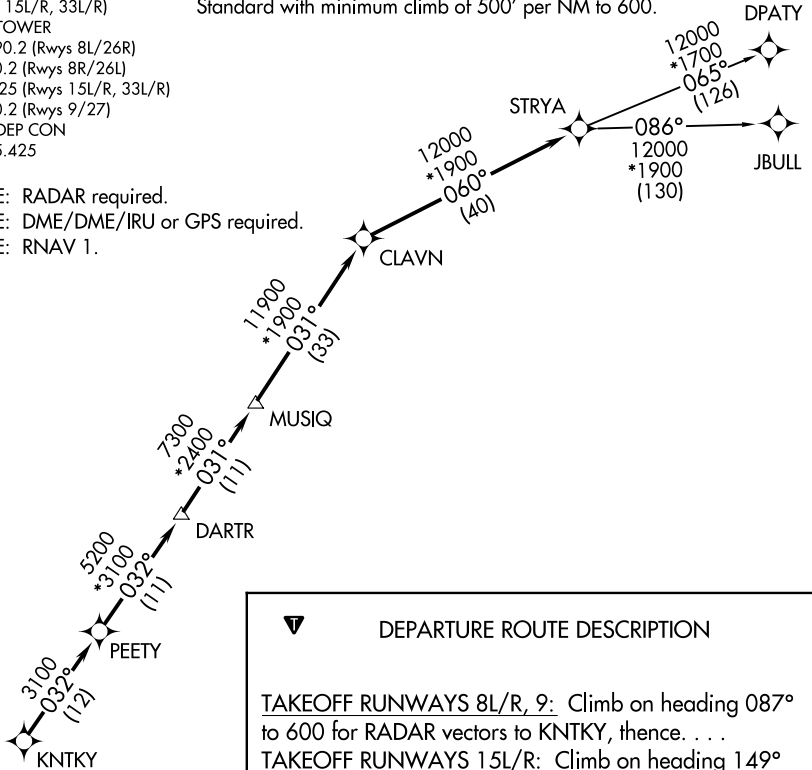 15L/R, 33L/R)
TOWER
0.2 (Rwys 8L/26R)
0.2 (Rwys 8R/26L)
25 (Rwys 15L/R, 33L/R)
0.2 (Rwys 9/27)
DEP CON
.425
Standard with minimum climb of 500' per NM to 600.
: RADAR required.
: DME/DME/IRU or GPS required.
: RNAV 1.
DPATY
12000
*1700
065°
(126)
STRYA
086°
12000
*1900
(130)
JBULL
12000
*1900
060°
(40)
CLAVN
11900
*1900
031°
(33)
MUSIQ
7300
*2400
031°
(11)
DARTR
5200
*3100
032°
(11)
PEETY
3100
032°
(12)
KNTKY
T
DEPARTURE ROUTE DESCRIPTION
TAKEOFF RUNWAYS 8L/R, 9: Climb on heading 087°
to 600 for RADAR vectors to KNTKY, thence. . . .
TAKEOFF RUNWAYS 15L/R: Climb on heading 149°